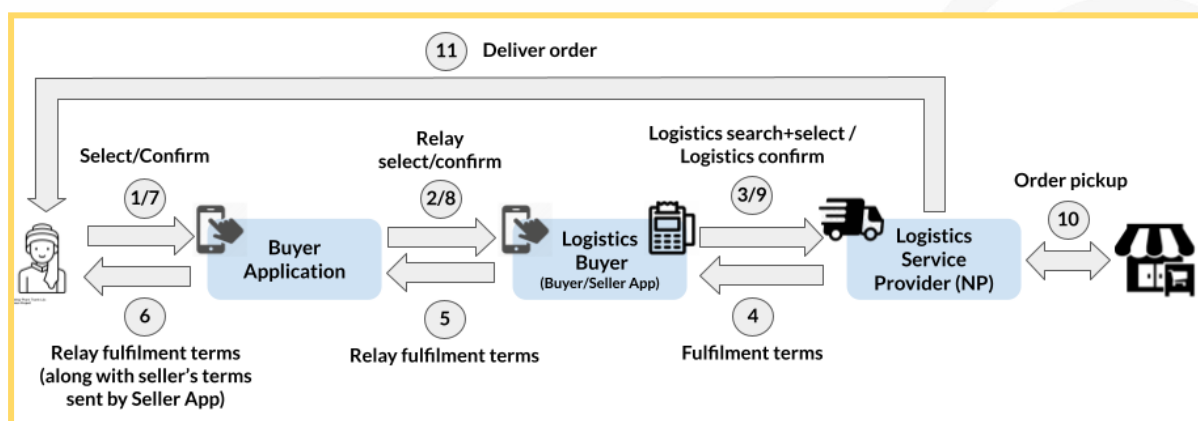 11 Deliver order
Select/Confirm
1/7
Relay
select/confirm
2/8
Logistics search+select /
Logistics confirm
3/9
Order pickup
10
Buyer
Application
Logistics
Buyer
(Buyer/Seller App)
Logistics
Service
Provider (NP)
6
Relay fulfilment terms
(along with seller's terms
sent by Seller App)
5
Relay fulfilment terms
4
Fulfilment terms